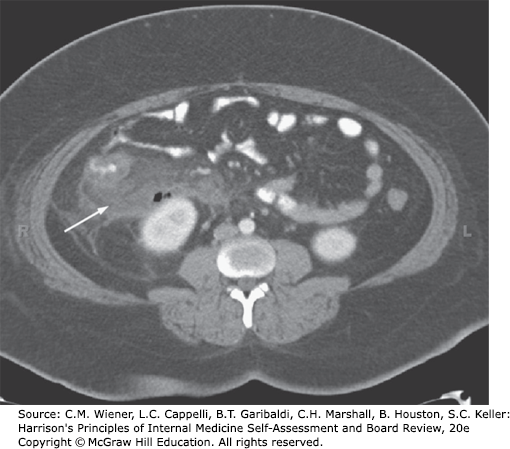 R
L
Source: C.M. Wiener, L.C. Cappelli, B.T. Garibaldi, C.H. Marshall, B. Houston, S.C. Keller:
Harrison's Principles of Internal Medicine Self-Assessment and Board Review, 20e
Copyright © McGraw Hill Education. All rights reserved.